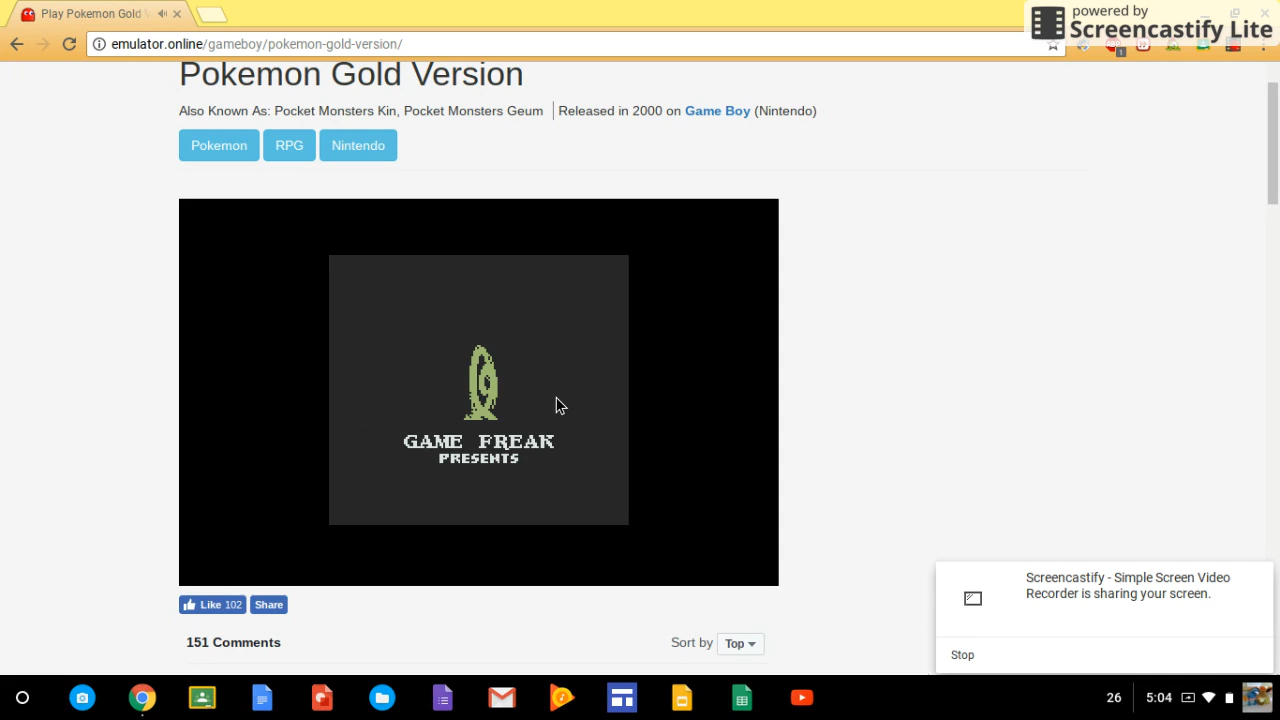 Play Pokemon Gold V
powered by
Screencastify Lite
emulator.online/gameboy/pokemon-gold-version/
1
Pokemon Gold Version
Also Known As: Pocket Monsters Kin, Pocket Monsters Geum
Released in 2000 on Game Boy (Nintendo)
Pokemon
RPG
Nintendo
GAME FREAK
PRESENTS
Like 102
Share
151 Comments
Sort by Top
Screencastify - Simple Screen Video
Recorder is sharing your screen.
Stop
26
5:04